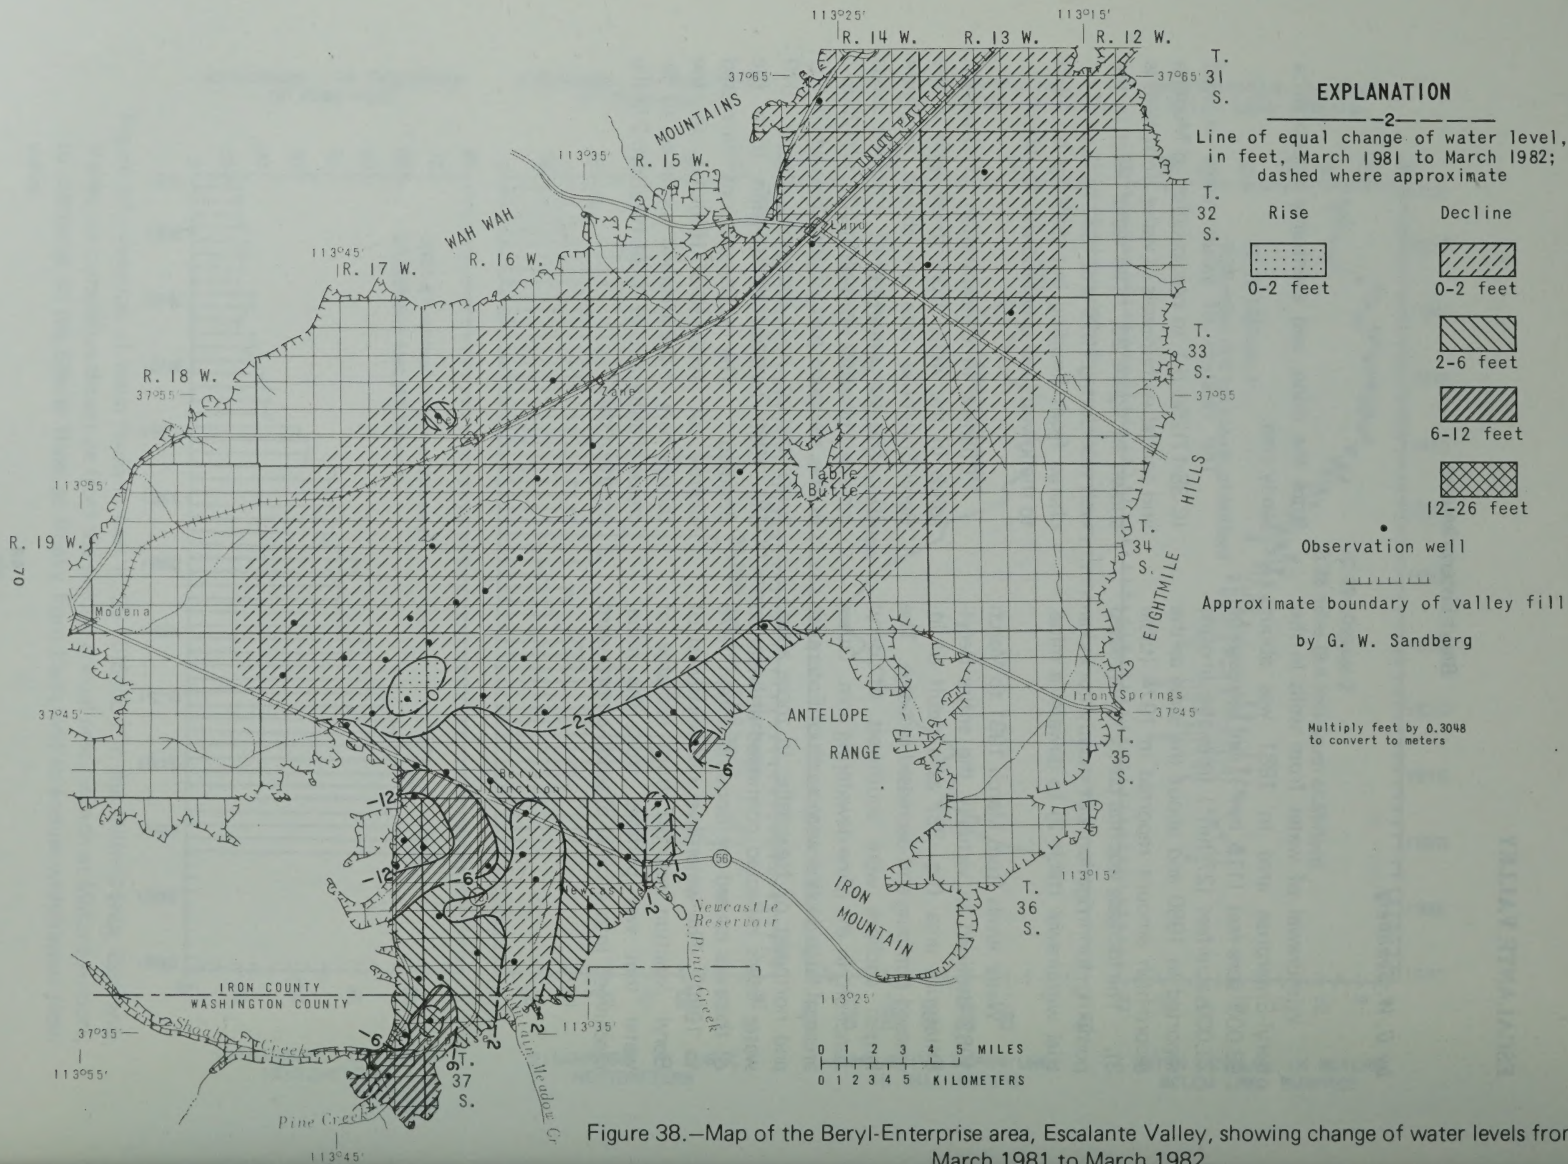 113°25'
113°15'
R. 14 W.
R. 13 W.
R. 12 W.
37°65'
37°65'
T.
31
S.
MOUNTAINS
113°35'
R. 15 W.
T.
32
S.
WAH WAH
113°45'
R. 17 W.
R. 16 W.
T.
33
S.
R. 18 W.
37°55'
37°55
Table
Butte
113°55'
R. 19 W.
T.
34
S.
EIGHTMILE HILLS
Modena
Iron Springs
37°45'
37°45'
2
ANTELOPE
RANGE
T.
35
S.
-6
-12
-12
-6
56
-2
-2
Newcastle
Reservoir
IRON
MOUNTAIN
113°15'
T.
36
S.
Pinto Creek
IRON COUNTY
WASHINGTON COUNTY
113°25'
37°35'
Shoal Creek
-6
-6
-2
-2
113°35'
T.
37
S.
113°55'
Pine Creek
113°45'
0 1 2 3 4 5 MILES
0 1 2 3 4 5 KILOMETERS
EXPLANATION
-2
Line of equal change of water level,
in feet, March 1981 to March 1982;
dashed where approximate
Rise
Decline
0-2 feet
0-2 feet
2-6 feet
6-12 feet
12-26 feet
Observation well
Approximate boundary of valley fill
by G. W. Sandberg
Multiply feet by 0.3048
to convert to meters
70
Figure 38.—Map of the Beryl-Enterprise area, Escalante Valley, showing change of water levels from
March 1981 to March 1982